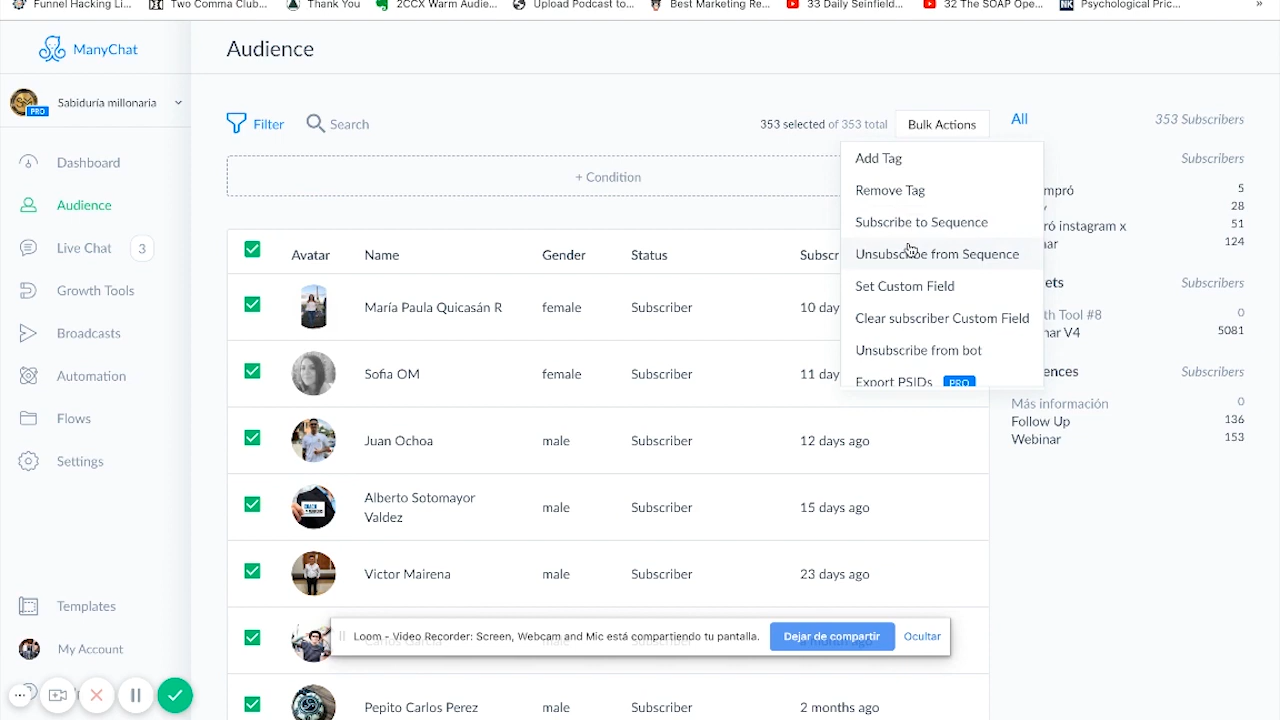 Funnel Hacking Li...
Two Comma Club...
Thank You
2CCX Warm Audie...
Upload Podcast to...
Best Marketing Re...
33 Daily Seinfield...
32 The SOAP Ope...
NK Psychological Pric...
»
ManyChat
Audience
Sabiduría millonaria
PRO
Dashboard
Audience
Live Chat 3
Growth Tools
Broadcasts
Automation
Flows
Settings
Templates
My Account
Filter
Search
353 selected of 353 total
Bulk Actions
+ Condition
Add Tag
Remove Tag
Subscribe to Sequence
Unsubscribe from Sequence
Set Custom Field
Clear subscriber Custom Field
Unsubscribe from bot
Export PSIDs PRO
All 353 Subscribers
Subscribers
mpró 5
28
ró instagram x 51
nar 124
ets Subscribers
th Tool #8 0
nar V4 5081
ences Subscribers
Más información 0
Follow Up 136
Webinar 153
Avatar Name Gender Status Subscr
María Paula Quicasán R female Subscriber 10 day
Sofia OM female Subscriber 11 day
Juan Ochoa male Subscriber 12 days ago
Alberto Sotomayor
Valdez male Subscriber 15 days ago
Victor Mairena male Subscriber 23 days ago
Loom - Video Recorder: Screen, Webcam and Mic está compartiendo tu pantalla.
Dejar de compartir
Ocultar
Pepito Carlos Perez male Subscriber 2 months ago